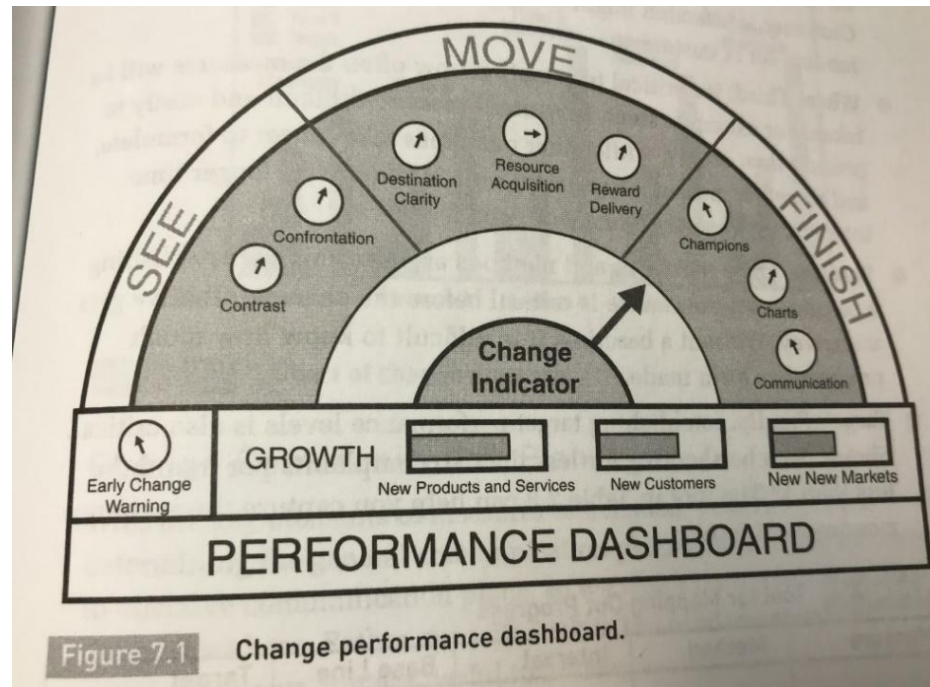 MOVE
SEE
FINISH
Destination
Clarity
Resource
Acquisition
Reward
Delivery
Confrontation
Contrast
Champions
Charts
Communication
Change
Indicator
Early Change
Warning
GROWTH
New Products and Services
New Customers
New New Markets
PERFORMANCE DASHBOARD
Figure 7.1 Change performance dashboard.